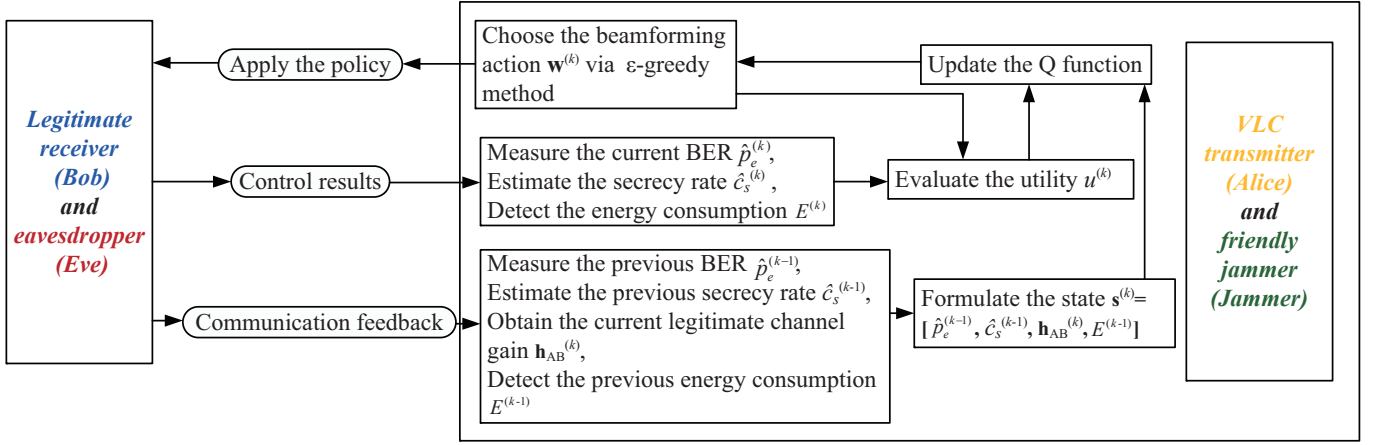 Legitimate
receiver
(Bob)
and
eavesdropper
(Eve)
Apply the policy
Control results
Communication feedback
Choose the beamforming
action w^(k) via ε-greedy
method
Update the Q function
Measure the current BER p̂_e^(k),
Estimate the secrecy rate ĉ_s^(k) ,
Detect the energy consumption E^(k)
Evaluate the utility u^(k)
Measure the previous BER p̂_e^(k-1),
Estimate the previous secrecy rate ĉ_s^(k-1),
Obtain the current legitimate channel
gain h_AB^(k),
Detect the previous energy consumption
E^(k-1)
Formulate the state s^(k)=
[ p̂_e^(k-1), ĉ_s^(k-1), h_AB^(k), E^(k-1)]
VLC
transmitter
(Alice)
and
friendly
jammer
(Jammer)